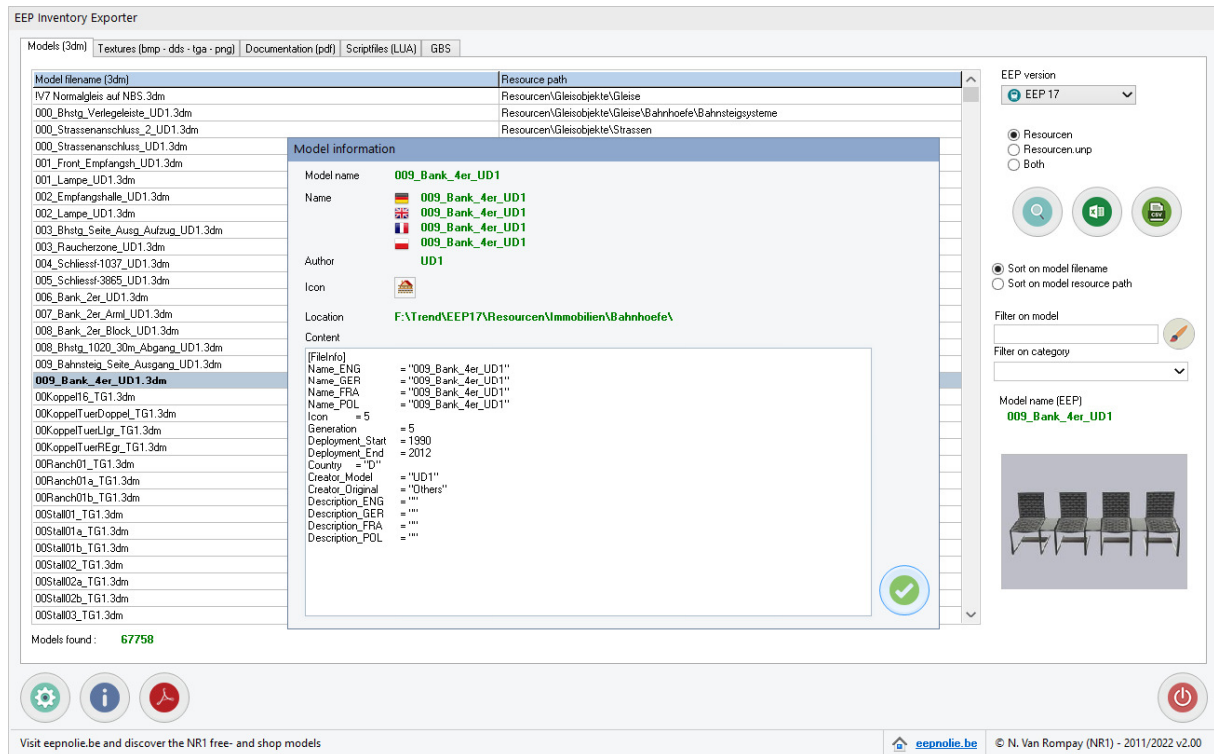 EEP Inventory Exporter
Models (3dm) Textures (bmp - dds - tga - png) Documentation (pdf) Scriptfiles (LUA) GBS
Model filename (3dm) Resource path
!V7 Normalgleis auf NBS.3dm Resourcen\Gleisobjekte\Gleise
000_Bhstg_Verlegeleiste_UD1.3dm Resourcen\Gleisobjekte\Gleise\Bahnhoefe\Bahnsteigsysteme
000_Strassenanschluss_2_UD1.3dm Resourcen\Gleisobjekte\Strassen
000_Strassenanschluss_UD1.3dm
001_Front_Empfangsh_UD1.3dm
001_Lampe_UD1.3dm
002_Empfangshalle_UD1.3dm
002_Lampe_UD1.3dm
003_Bhstg_Seite_Ausg_Aufzug_UD1.3dm
003_Raucherzone_UD1.3dm
004_Schliessf-1037_UD1.3dm
005_Schliessf-3865_UD1.3dm
006_Bank_2er_UD1.3dm
007_Bank_2er_Arml_UD1.3dm
008_Bank_2er_Block_UD1.3dm
008_Bhstg_1020_30m_Abgang_UD1.3dm
009_Bahnsteig_Seite_Ausgang_UD1.3dm
009_Bank_4er_UD1.3dm
00Koppel16_TG1.3dm
00KoppelTuerDoppel_TG1.3dm
00KoppelTuerLIgr_TG1.3dm
00KoppelTuerREgr_TG1.3dm
00Ranch01_TG1.3dm
00Ranch01a_TG1.3dm
00Ranch01b_TG1.3dm
00Stall01_TG1.3dm
00Stall01a_TG1.3dm
00Stall01b_TG1.3dm
00Stall02_TG1.3dm
00Stall02a_TG1.3dm
00Stall02b_TG1.3dm
00Stall03_TG1.3dm
Models found : 67758
Model information
Model name 009_Bank_4er_UD1
Name 009_Bank_4er_UD1
009_Bank_4er_UD1
009_Bank_4er_UD1
009_Bank_4er_UD1
Author UD1
Icon
Location F:\Trend\EEP17\Resourcen\Immobilien\Bahnhoefe\
Content
[FileInfo]
Name_ENG = "009_Bank_4er_UD1"
Name_GER = "009_Bank_4er_UD1"
Name_FRA = "009_Bank_4er_UD1"
Name_POL = "009_Bank_4er_UD1"
Icon = 5
Generation = 5
Deployment_Start = 1990
Deployment_End = 2012
Country = "D"
Creator_Model = "UD1"
Creator_Original = "Others"
Description_ENG = ""
Description_GER = ""
Description_FRA = ""
Description_POL = ""
EEP version
EEP 17
Resourcen
Resourcen.unp
Both
CSV
Sort on model filename
Sort on model resource path
Filter on model
Filter on category
Model name (EEP)
009_Bank_4er_UD1
Visit eepnolie.be and discover the NR1 free- and shop models
eepnolie.be
© N. Van Rompay (NR1) - 2011/2022 v2.00